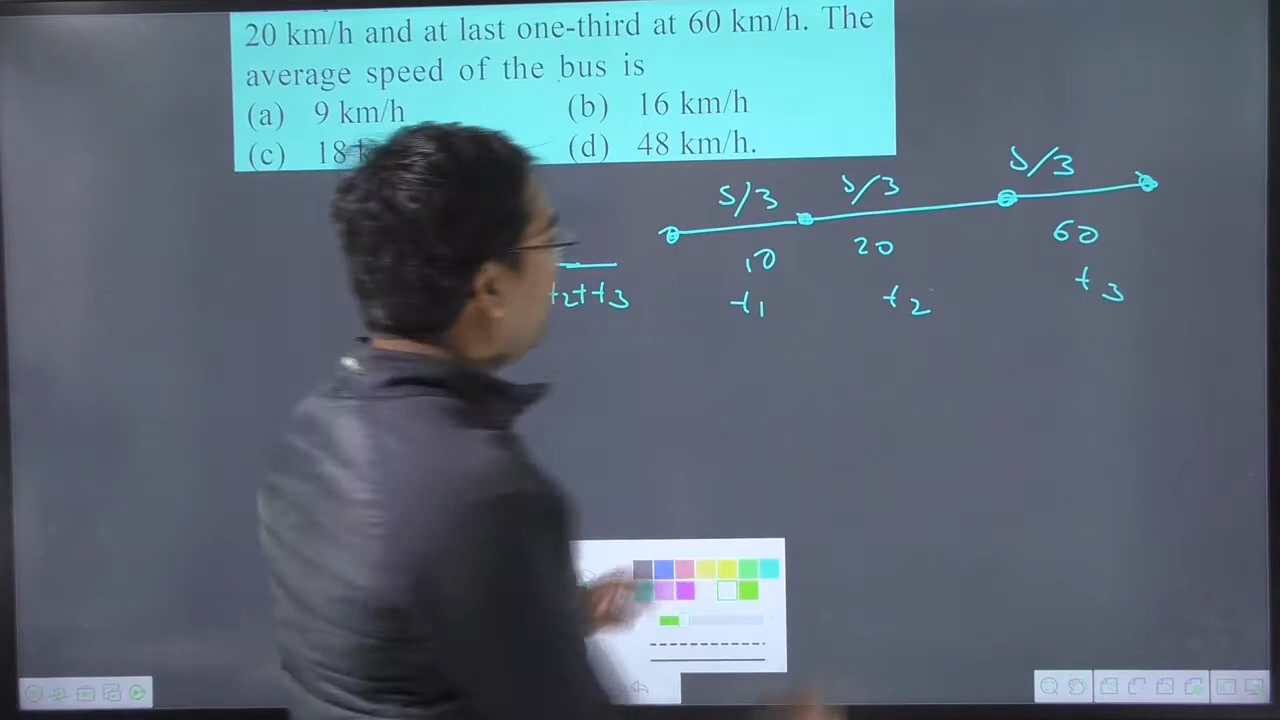 20 km/h and at last one-third at 60 km/h. The
average speed of the bus is
(a) 9 km/h (b) 16 km/h
(c) 18 (d) 48 km/h.
S/3 S/3 S/3
10 20 60
t2+t3 t1 t2 t3